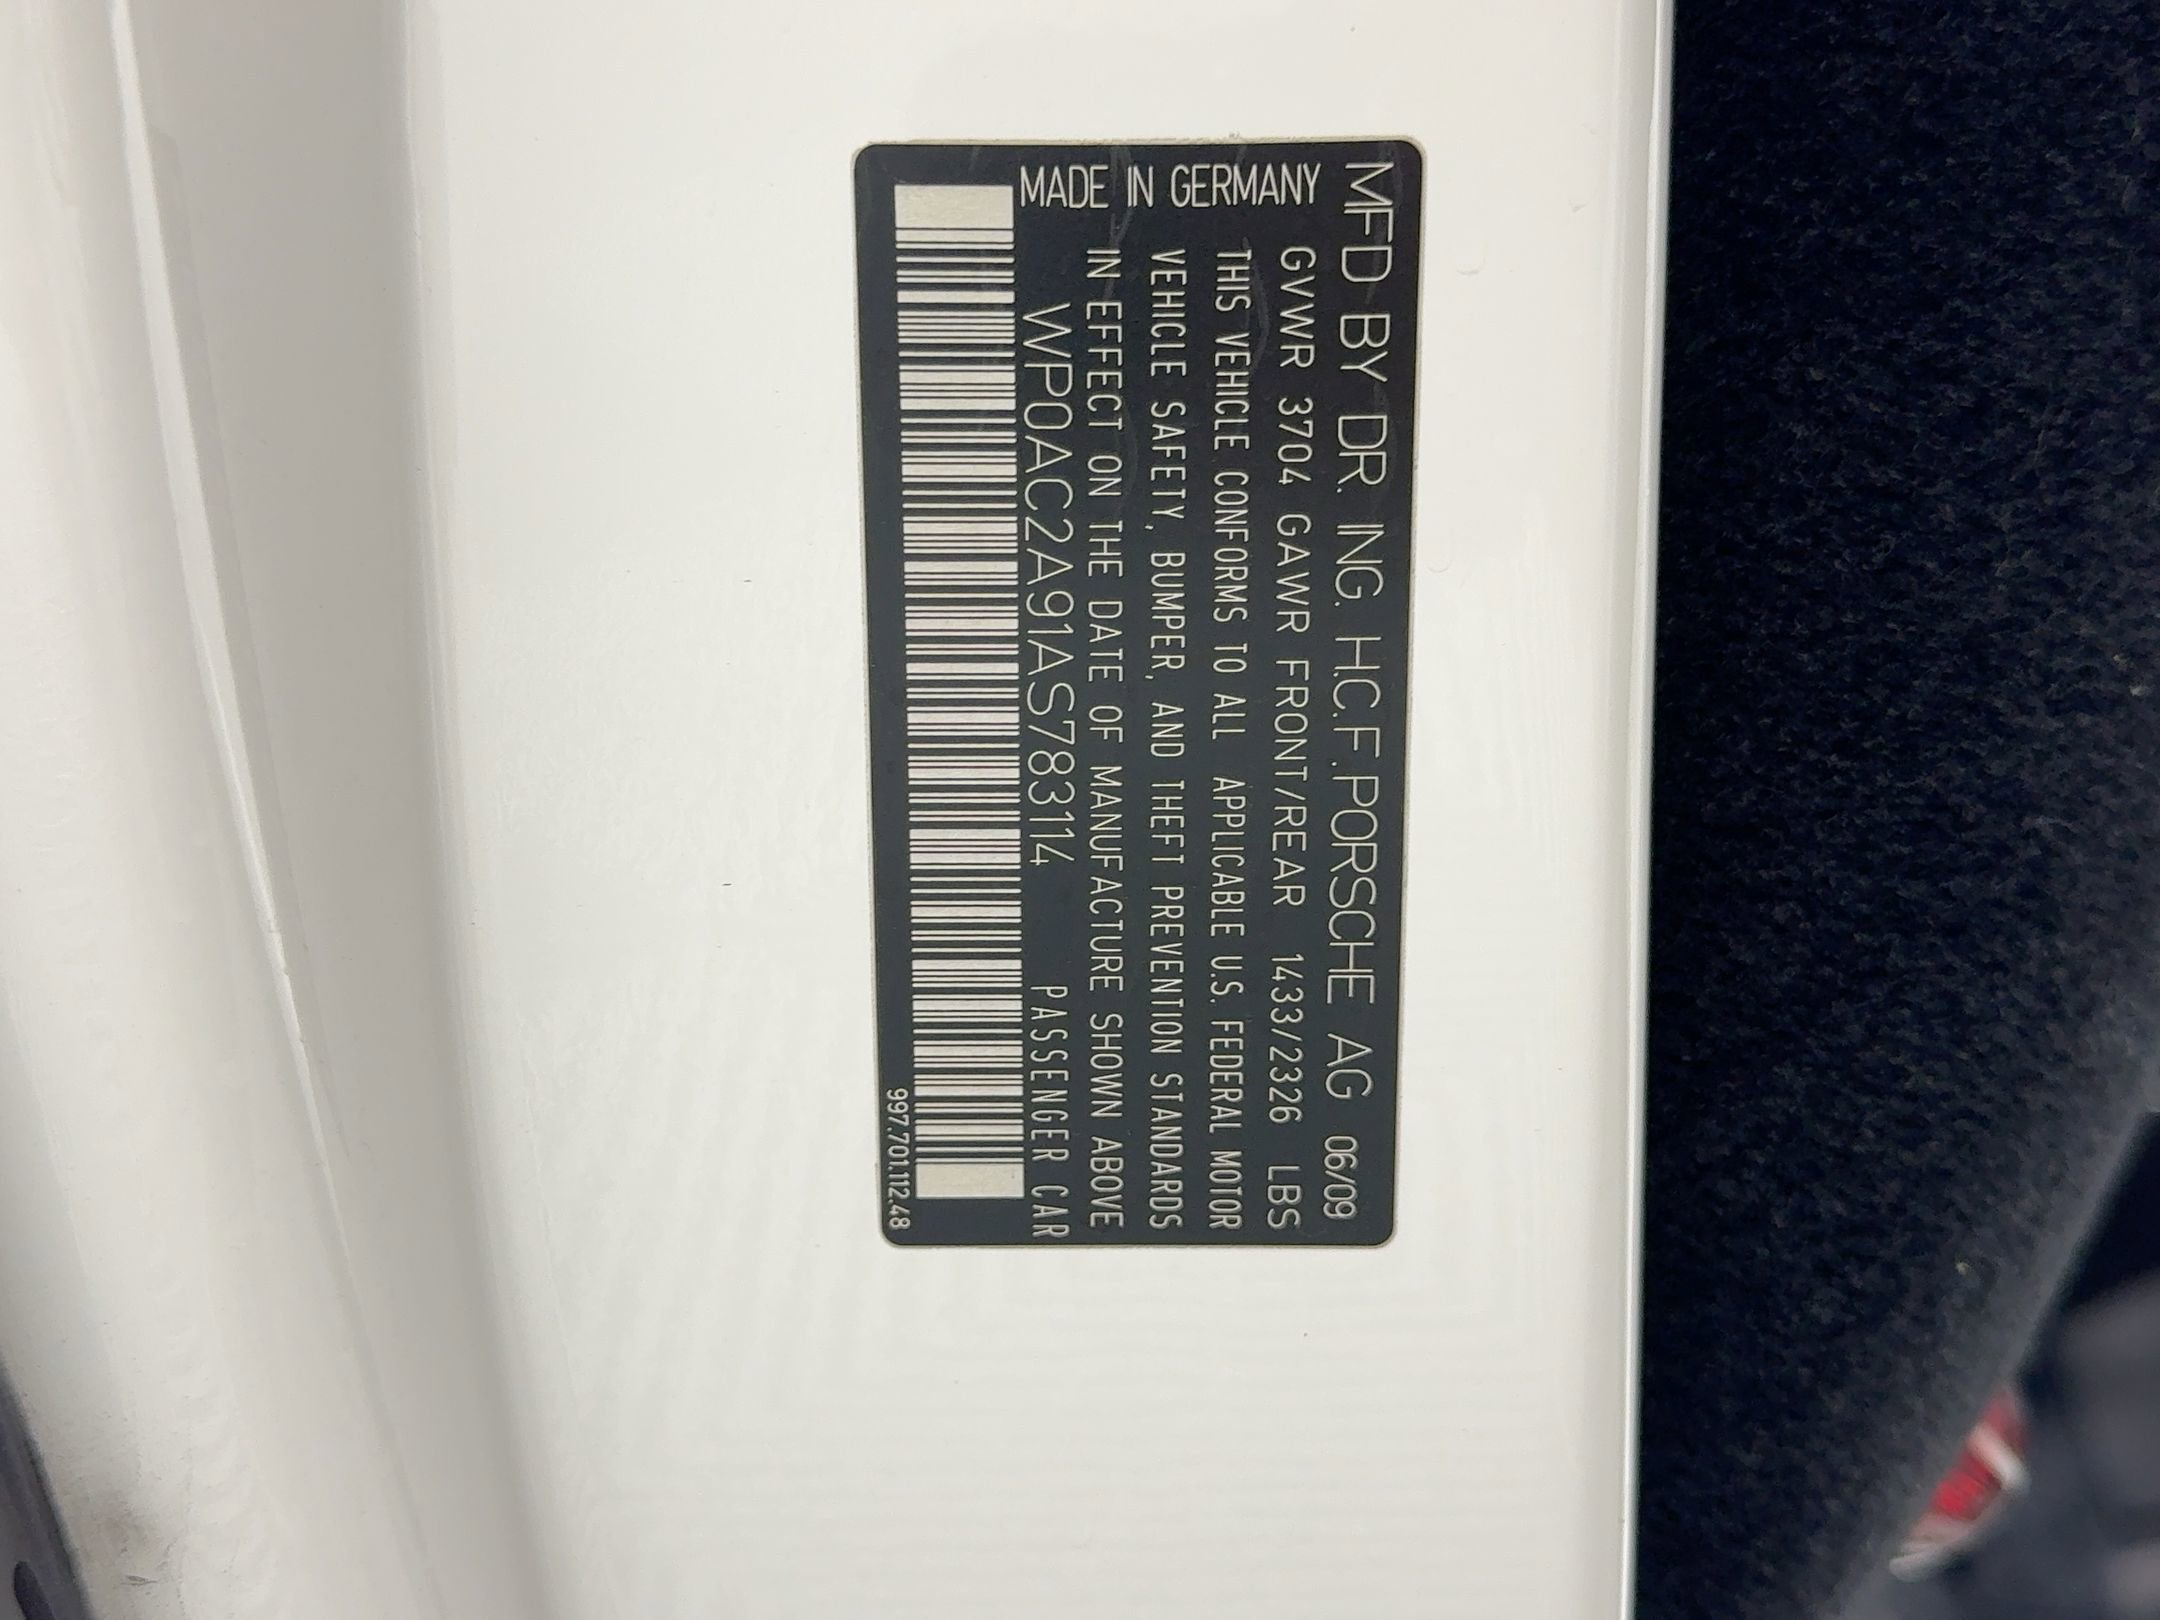 MFD BY DR. ING. H.C.F. PORSCHE AG 06/09
GVWR 3704 GAWR FRONT/REAR 1433/2326 LBS
THIS VEHICLE CONFORMS TO ALL APPLICABLE U.S. FEDERAL MOTOR
VEHICLE SAFETY, BUMPER, AND THEFT PREVENTION STANDARDS
IN EFFECT ON THE DATE OF MANUFACTURE SHOWN ABOVE
WP0AC2A91AS783114 PASSENGER CAR
MADE IN GERMANY
997.701.112.48